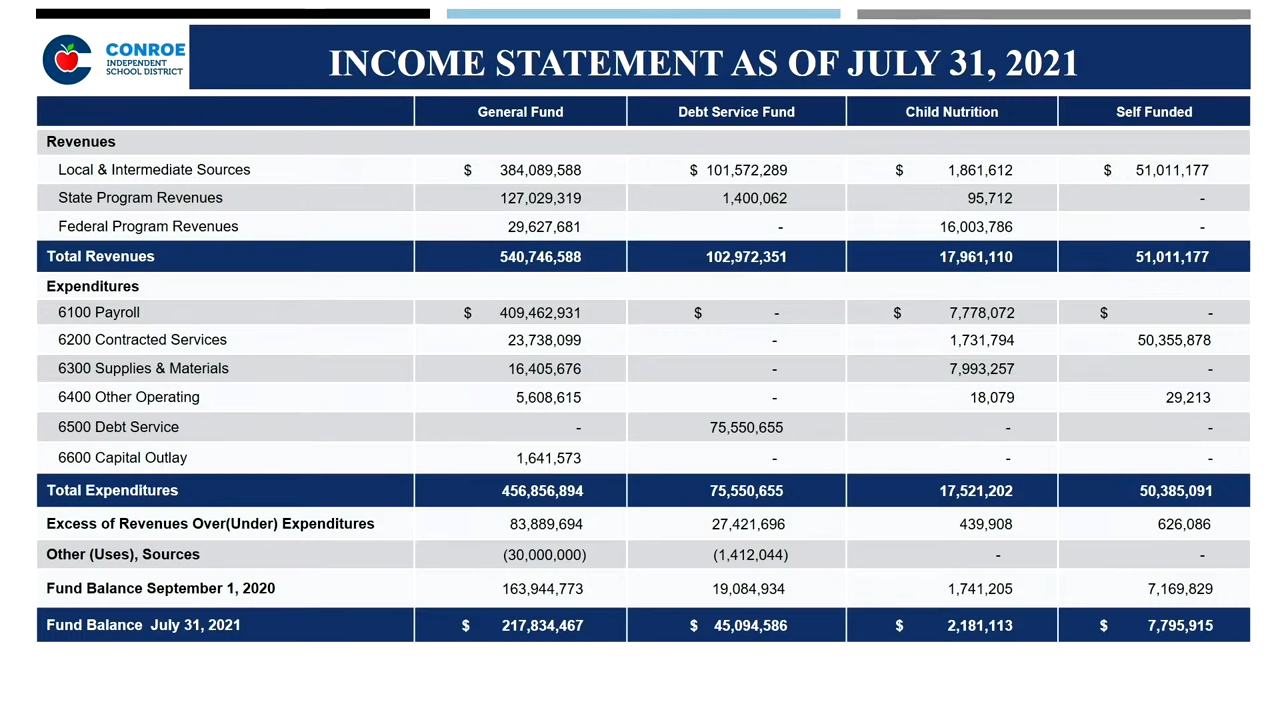 CONROE
INDEPENDENT
SCHOOL DISTRICT
INCOME STATEMENT AS OF JULY 31, 2021
General Fund Debt Service Fund Child Nutrition Self Funded
Revenues
Local & Intermediate Sources $ 384,089,588 $ 101,572,289 $ 1,861,612 $ 51,011,177
State Program Revenues 127,029,319 1,400,062 95,712 -
Federal Program Revenues 29,627,681 - 16,003,786 -
Total Revenues 540,746,588 102,972,351 17,961,110 51,011,177
Expenditures
6100 Payroll $ 409,462,931 $ - $ 7,778,072 $ -
6200 Contracted Services 23,738,099 - 1,731,794 50,355,878
6300 Supplies & Materials 16,405,676 - 7,993,257 -
6400 Other Operating 5,608,615 - 18,079 29,213
6500 Debt Service - 75,550,655 - -
6600 Capital Outlay 1,641,573 - - -
Total Expenditures 456,856,894 75,550,655 17,521,202 50,385,091
Excess of Revenues Over(Under) Expenditures 83,889,694 27,421,696 439,908 626,086
Other (Uses), Sources (30,000,000) (1,412,044) - -
Fund Balance September 1, 2020 163,944,773 19,084,934 1,741,205 7,169,829
Fund Balance July 31, 2021 $ 217,834,467 $ 45,094,586 $ 2,181,113 $ 7,795,915